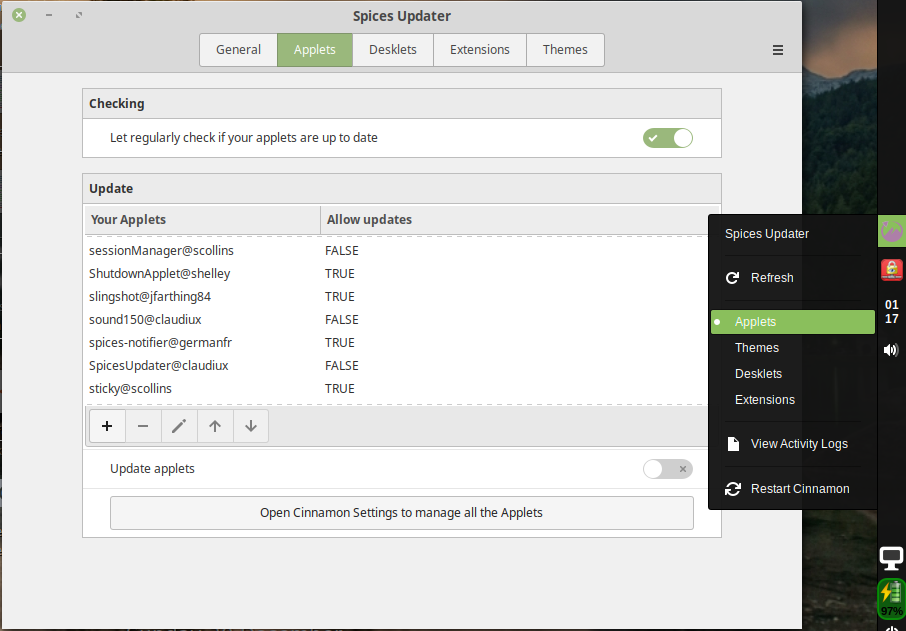 Spices Updater
General Applets Desklets Extensions Themes
Checking
Let regularly check if your applets are up to date
Update
Your Applets Allow updates
sessionManager@scollins FALSE
ShutdownApplet@shelley TRUE
slingshot@jfarthing84 TRUE
sound150@claudiux FALSE
spices-notifier@germanfr TRUE
SpicesUpdater@claudiux FALSE
sticky@scollins TRUE
Update applets
Open Cinnamon Settings to manage all the Applets
Spices Updater
Refresh
Applets
Themes
Desklets
Extensions
View Activity Logs
Restart Cinnamon
01
17
97%